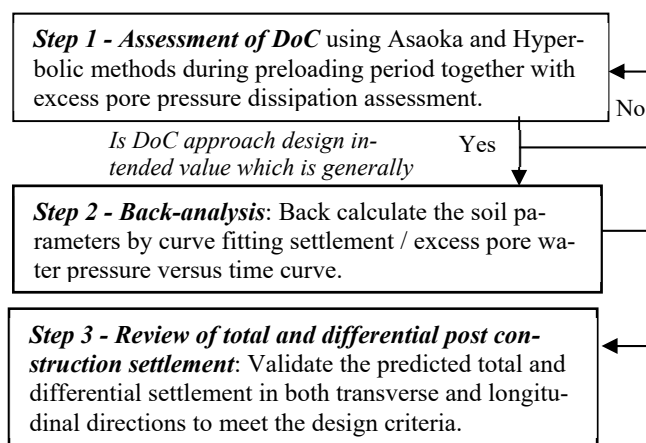 Step 1 - Assessment of DoC using Asaoka and Hyper-
bolic methods during preloading period together with
excess pore pressure dissipation assessment.
No
Is DoC approach design in-
tended value which is generally
Yes
Step 2 - Back-analysis: Back calculate the soil pa-
rameters by curve fitting settlement / excess pore wa-
ter pressure versus time curve.
Step 3 - Review of total and differential post con-
struction settlement: Validate the predicted total and
differential settlement in both transverse and longitu-
dinal directions to meet the design criteria.